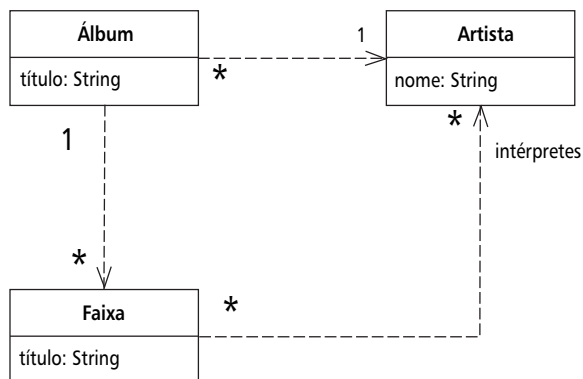 Álbum
título: String
*
1
Artista
nome: String
*
intérpretes
1
*
Faixa
título: String
*